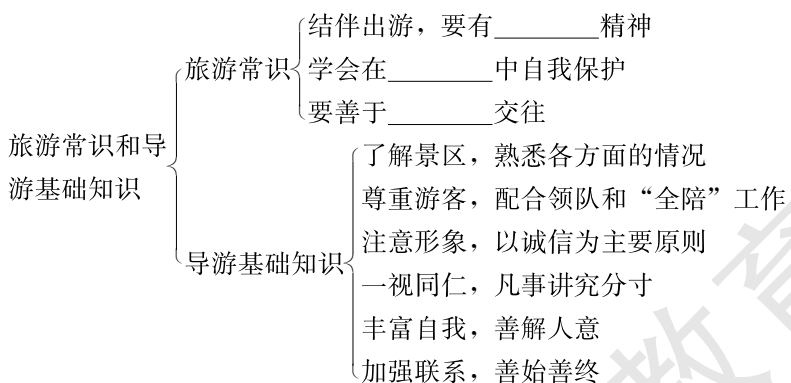 结伴出游，要有________精神
旅游常识
学会在________中自我保护
要善于________交往
旅游常识和导
游基础知识
了解景区，熟悉各方面的情况
尊重游客，配合领队和“全陪”工作
注意形象，以诚信为主要原则
导游基础知识
一视同仁，凡事讲究分寸
丰富自我，善解人意
加强联系，善始善终
教育